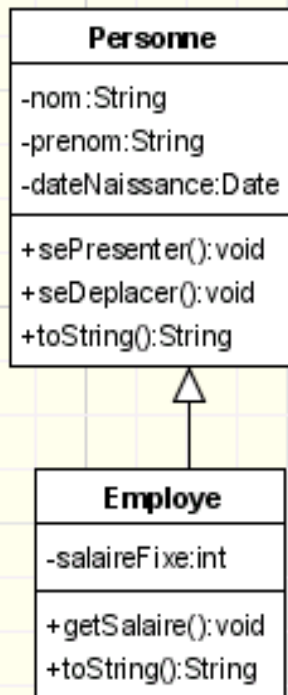 Personne
-nom:String
-prenom:String
-dateNaissance:Date
+sePresenter():void
+seDeplacer():void
+toString():String
Employe
-salaireFixe:int
+getSalaire():void
+toString():String